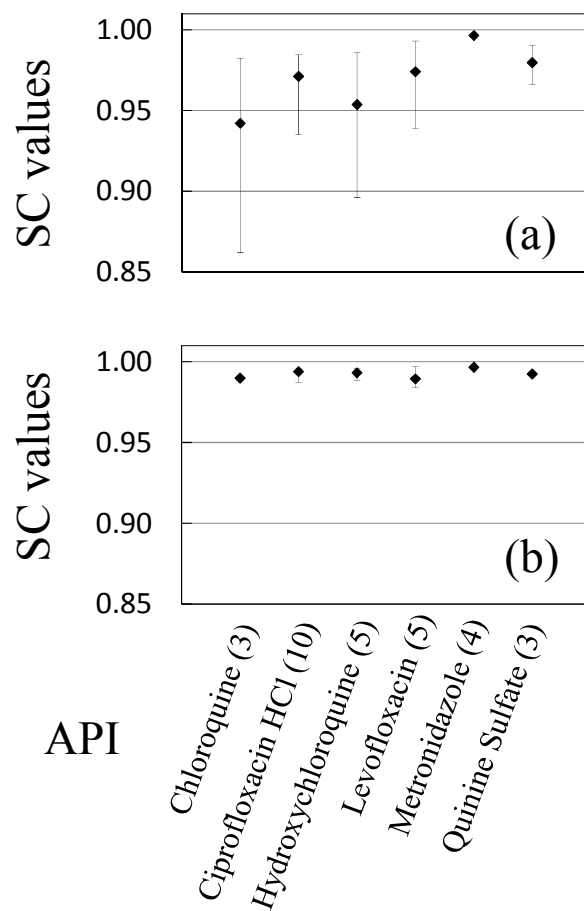 1.00
0.95
0.90
0.85
SC values
(a)
1.00
0.95
0.90
0.85
SC values
(b)
API
Chloroquine (3)
Ciprofloxacin HCl (10)
Hydroxychloroquine (5)
Levofloxacin (5)
Metronidazole (4)
Quinine Sulfate (3)